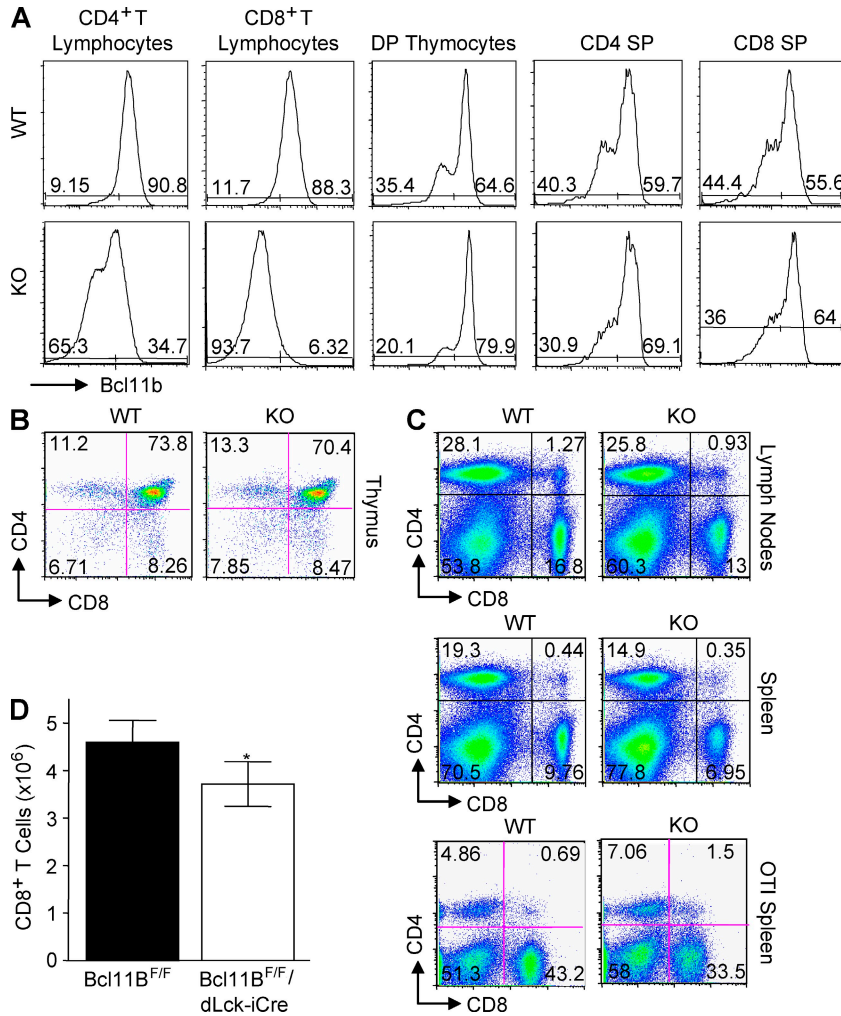 A
CD4+ T Lymphocytes
CD8+ T Lymphocytes
DP Thymocytes
CD4 SP
CD8 SP
WT
9.15 90.8
11.7 88.3
35.4 64.6
40.3 59.7
44.4 55.6
KO
65.3 34.7
93.7 6.32
20.1 79.9
30.9 69.1
36 64
Bcl11b
B
WT
KO
11.2 73.8
13.3 70.4
6.71 8.26
7.85 8.47
CD4
CD8
Thymus
C
WT
KO
28.1 1.27
25.8 0.93
53.8 16.8
60.3 13
CD4
CD8
Lymph Nodes
WT
KO
19.3 0.44
14.9 0.35
70.5 9.76
77.8 6.95
CD4
CD8
Spleen
WT
KO
4.86 0.69
7.06 1.5
51.3 43.2
58 33.5
CD4
CD8
OTI Spleen
D
CD8+ T Cells (x10^6)
5
4
3
2
1
0
*
Bcl11B^F/F
Bcl11B^F/F/
dLck-iCre